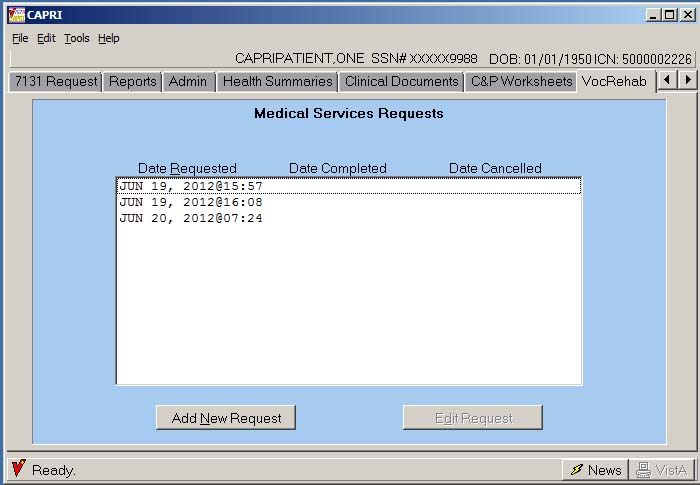 CAPRI
File Edit Tools Help
CAPRIPATIENT,ONE SSN# XXXXX9988 DOB: 01/01/1950 ICN: 5000002226
7131 Request Reports Admin Health Summaries Clinical Documents C&P Worksheets VocRehab
Medical Services Requests
Date Requested Date Completed Date Cancelled
JUN 19, 2012@15:57
JUN 19, 2012@16:08
JUN 20, 2012@07:24
Add New Request Edit Request
Ready. News VistA